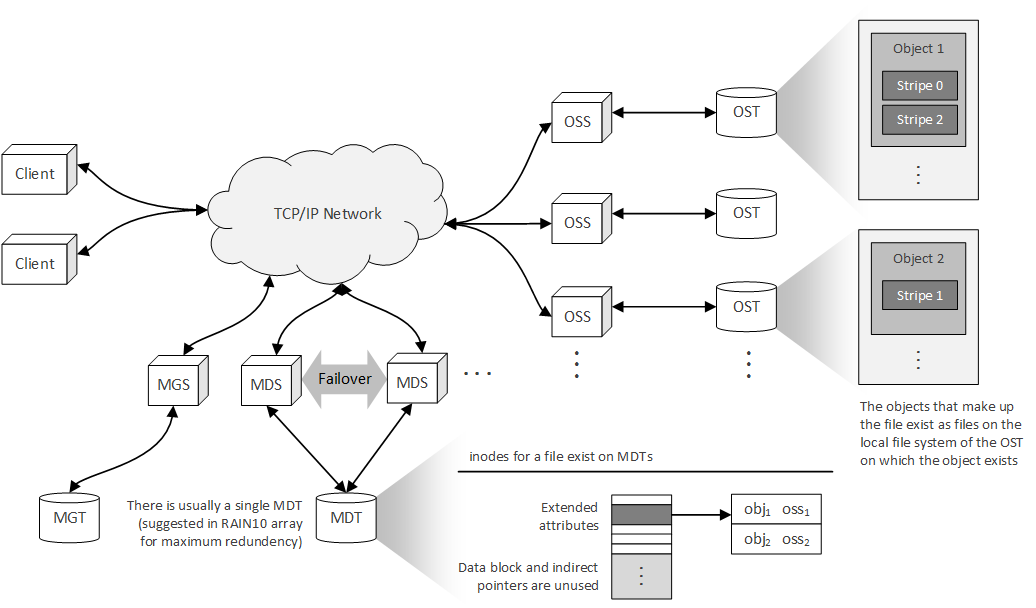 Object 1
Stripe 0
Stripe 2
OSS
OST
Client
TCP/IP Network
OSS
OST
Client
Object 2
Stripe 1
OSS
OST
MGS
MDS
Failover
MDS
The objects that make up
the file exist as files on the
local file system of the OST
on which the object exists
inodes for a file exist on MDTs
MGT
There is usually a single MDT
(suggested in RAIN10 array
for maximum redundency)
MDT
Extended
attributes
obj₁ oss₁
obj₂ oss₂
Data block and indirect
pointers are unused